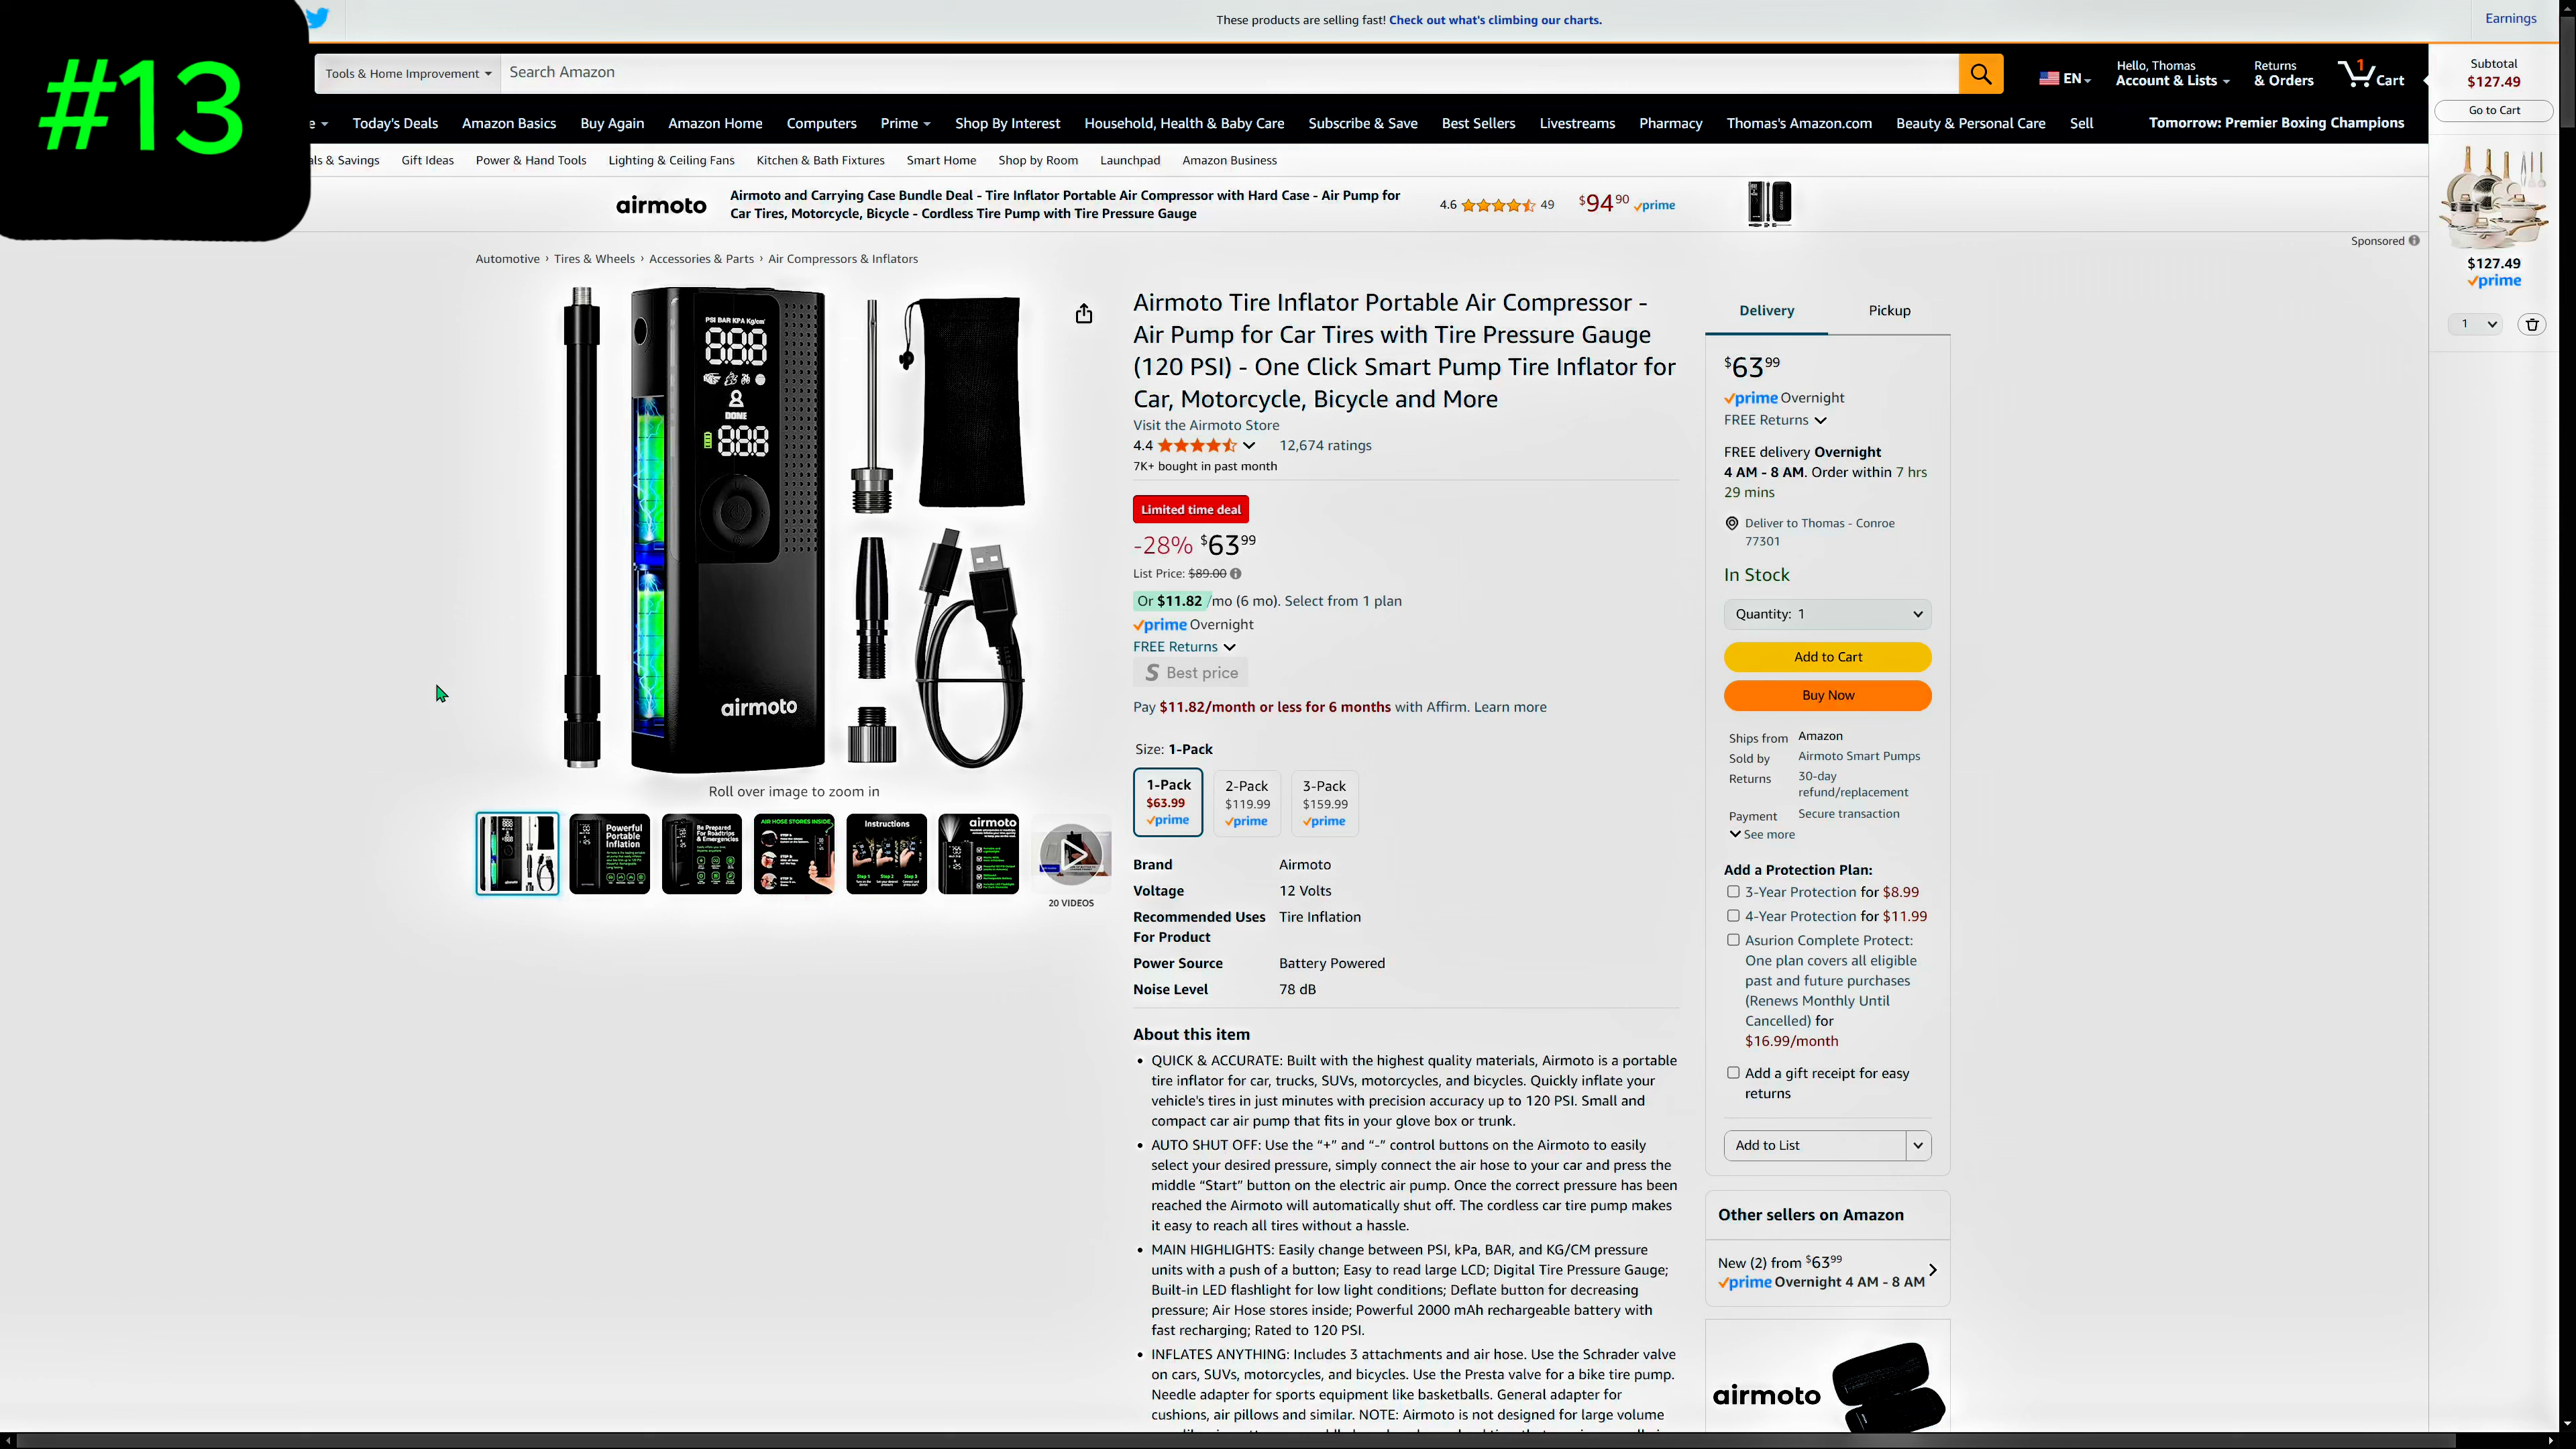 #13
These products are selling fast! Check out what's climbing our charts.
Earnings
Tools & Home Improvement
Search Amazon
EN
Hello, Thomas
Account & Lists
Returns
& Orders
1
Cart
Subtotal
$127.49
Go to Cart
Today's Deals Amazon Basics Buy Again Amazon Home Computers Prime Shop By Interest Household, Health & Baby Care Subscribe & Save Best Sellers Livestreams Pharmacy Thomas's Amazon.com Beauty & Personal Care Sell
Tomorrow: Premier Boxing Champions
& Savings Gift Ideas Power & Hand Tools Lighting & Ceiling Fans Kitchen & Bath Fixtures Smart Home Shop by Room Launchpad Amazon Business
airmoto
Airmoto and Carrying Case Bundle Deal - Tire Inflator Portable Air Compressor with Hard Case - Air Pump for
Car Tires, Motorcycle, Bicycle - Cordless Tire Pump with Tire Pressure Gauge
4.6 49 $94 90 prime
Sponsored
$127.49
prime
1
Automotive › Tires & Wheels › Accessories & Parts › Air Compressors & Inflators
PSI BAR KPA Kg/cm²
888
DONE
888
airmoto
Roll over image to zoom in
Powerful
Portable
Inflation
Be Prepared
For Roadtrips
& Emergencies
AIR HOSE STORES INSIDE
Instructions
Step 1 Step 2 Step 3
airmoto
20 VIDEOS
Airmoto Tire Inflator Portable Air Compressor -
Air Pump for Car Tires with Tire Pressure Gauge
(120 PSI) - One Click Smart Pump Tire Inflator for
Car, Motorcycle, Bicycle and More
Visit the Airmoto Store
4.4 12,674 ratings
7K+ bought in past month
Limited time deal
-28% $63 99
List Price: $89.00
Or $11.82 /mo (6 mo). Select from 1 plan
prime Overnight
FREE Returns
S Best price
Pay $11.82/month or less for 6 months with Affirm. Learn more
Size: 1-Pack
1-Pack
$63.99
prime
2-Pack
$119.99
prime
3-Pack
$159.99
prime
Brand Airmoto
Voltage 12 Volts
Recommended Uses Tire Inflation
For Product
Power Source Battery Powered
Noise Level 78 dB
About this item
• QUICK & ACCURATE: Built with the highest quality materials, Airmoto is a portable
tire inflator for car, trucks, SUVs, motorcycles, and bicycles. Quickly inflate your
vehicle's tires in just minutes with precision accuracy up to 120 PSI. Small and
compact car air pump that fits in your glove box or trunk.
• AUTO SHUT OFF: Use the “+” and “-” control buttons on the Airmoto to easily
select your desired pressure, simply connect the air hose to your car and press the
middle “Start” button on the electric air pump. Once the correct pressure has been
reached the Airmoto will automatically shut off. The cordless car tire pump makes
it easy to reach all tires without a hassle.
• MAIN HIGHLIGHTS: Easily change between PSI, kPa, BAR, and KG/CM pressure
units with a push of a button; Easy to read large LCD; Digital Tire Pressure Gauge;
Built-in LED flashlight for low light conditions; Deflate button for decreasing
pressure; Air Hose stores inside; Powerful 2000 mAh rechargeable battery with
fast recharging; Rated to 120 PSI.
• INFLATES ANYTHING: Includes 3 attachments and air hose. Use the Schrader valve
on cars, SUVs, motorcycles, and bicycles. Use the Presta valve for a bike tire pump.
Needle adapter for sports equipment like basketballs. General adapter for
cushions, air pillows and similar. NOTE: Airmoto is not designed for large volume
Delivery Pickup
$63 99
prime Overnight
FREE Returns
FREE delivery Overnight
4 AM - 8 AM. Order within 7 hrs
29 mins
Deliver to Thomas - Conroe
77301
In Stock
Quantity: 1
Add to Cart
Buy Now
Ships from Amazon
Sold by Airmoto Smart Pumps
Returns 30-day
refund/replacement
Payment Secure transaction
See more
Add a Protection Plan:
3-Year Protection for $8.99
4-Year Protection for $11.99
Asurion Complete Protect:
One plan covers all eligible
past and future purchases
(Renews Monthly Until
Cancelled) for
$16.99/month
Add a gift receipt for easy
returns
Add to List
Other sellers on Amazon
New (2) from $63 99
prime Overnight 4 AM - 8 AM
airmoto